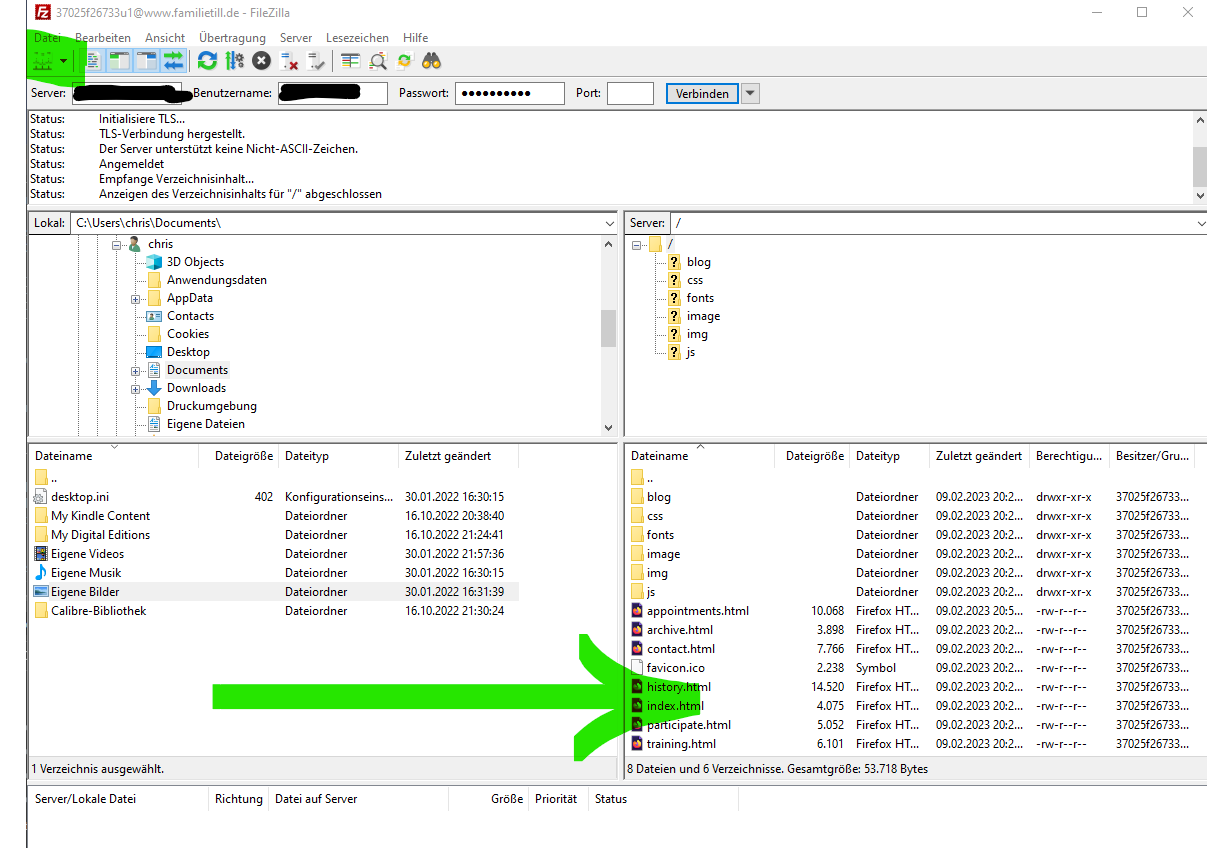 37025f26733u1@www.familietill.de - FileZilla
Datei Bearbeiten Ansicht Übertragung Server Lesezeichen Hilfe
Server: Benutzername: Passwort: ●●●●●●●●●● Port: Verbinden
Status: Initialisiere TLS...
Status: TLS-Verbindung hergestellt.
Status: Der Server unterstützt keine Nicht-ASCII-Zeichen.
Status: Angemeldet
Status: Empfange Verzeichnisinhalt...
Status: Anzeigen des Verzeichnisinhalts für "/" abgeschlossen
Lokal: C:\Users\chris\Documents\
chris
3D Objects
Anwendungsdaten
AppData
Contacts
Cookies
Desktop
Documents
Downloads
Druckumgebung
Eigene Dateien
Server: /
/
? blog
? css
? fonts
? image
? img
? js
Dateiname Dateigröße Dateityp Zuletzt geändert
..
desktop.ini 402 Konfigurationseins... 30.01.2022 16:30:15
My Kindle Content Dateiordner 16.10.2022 20:38:40
My Digital Editions Dateiordner 16.10.2022 21:24:41
Eigene Videos Dateiordner 30.01.2022 21:57:36
Eigene Musik Dateiordner 30.01.2022 16:30:15
Eigene Bilder Dateiordner 30.01.2022 16:31:39
Calibre-Bibliothek Dateiordner 16.10.2022 21:30:24
1 Verzeichnis ausgewählt.
Dateiname Dateigröße Dateityp Zuletzt geändert Berechtigu... Besitzer/Gru...
..
blog Dateiordner 09.02.2023 20:2... drwxr-xr-x 37025f26733...
css Dateiordner 09.02.2023 20:2... drwxr-xr-x 37025f26733...
fonts Dateiordner 09.02.2023 20:2... drwxr-xr-x 37025f26733...
image Dateiordner 09.02.2023 20:2... drwxr-xr-x 37025f26733...
img Dateiordner 09.02.2023 20:2... drwxr-xr-x 37025f26733...
js Dateiordner 09.02.2023 20:2... drwxr-xr-x 37025f26733...
appointments.html 10.068 Firefox HT... 09.02.2023 20:5... -rw-r--r-- 37025f26733...
archive.html 3.898 Firefox HT... 09.02.2023 20:2... -rw-r--r-- 37025f26733...
contact.html 7.766 Firefox HT... 09.02.2023 20:2... -rw-r--r-- 37025f26733...
favicon.ico 2.238 Symbol 09.02.2023 20:2... -rw-r--r-- 37025f26733...
history.html 14.520 Firefox HT... 09.02.2023 20:2... -rw-r--r-- 37025f26733...
index.html 4.075 Firefox HT... 09.02.2023 20:2... -rw-r--r-- 37025f26733...
participate.html 5.052 Firefox HT... 09.02.2023 20:2... -rw-r--r-- 37025f26733...
training.html 6.101 Firefox HT... 09.02.2023 20:2... -rw-r--r-- 37025f26733...
8 Dateien und 6 Verzeichnisse. Gesamtgröße: 53.718 Bytes
Server/Lokale Datei Richtung Datei auf Server Größe Priorität Status